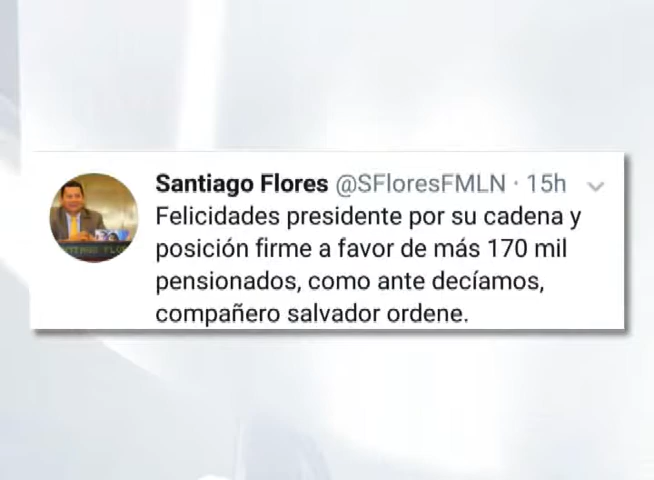 Santiago Flores @SFloresFMLN · 15h
Felicidades presidente por su cadena y
posición firme a favor de más 170 mil
pensionados, como ante decíamos,
compañero salvador ordene.